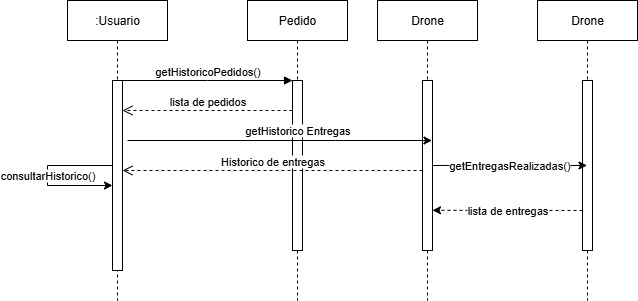 :Usuario
Pedido
Drone
Drone
getHistoricoPedidos()
lista de pedidos
getHistorico Entregas
Historico de entregas
getEntregasRealizadas()
consultarHistorico()
lista de entregas